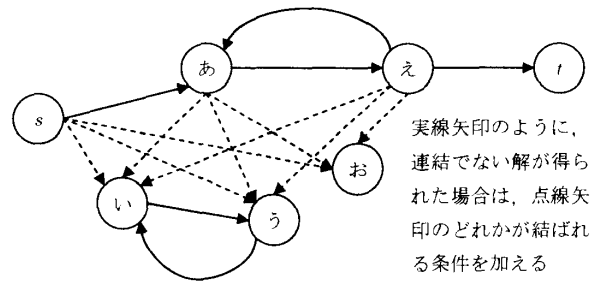 あ
え
t
s
お
い
う
実線矢印のように,
連結でない解が得ら
れた場合は, 点線矢
印のどれかが結ばれ
る条件を加える